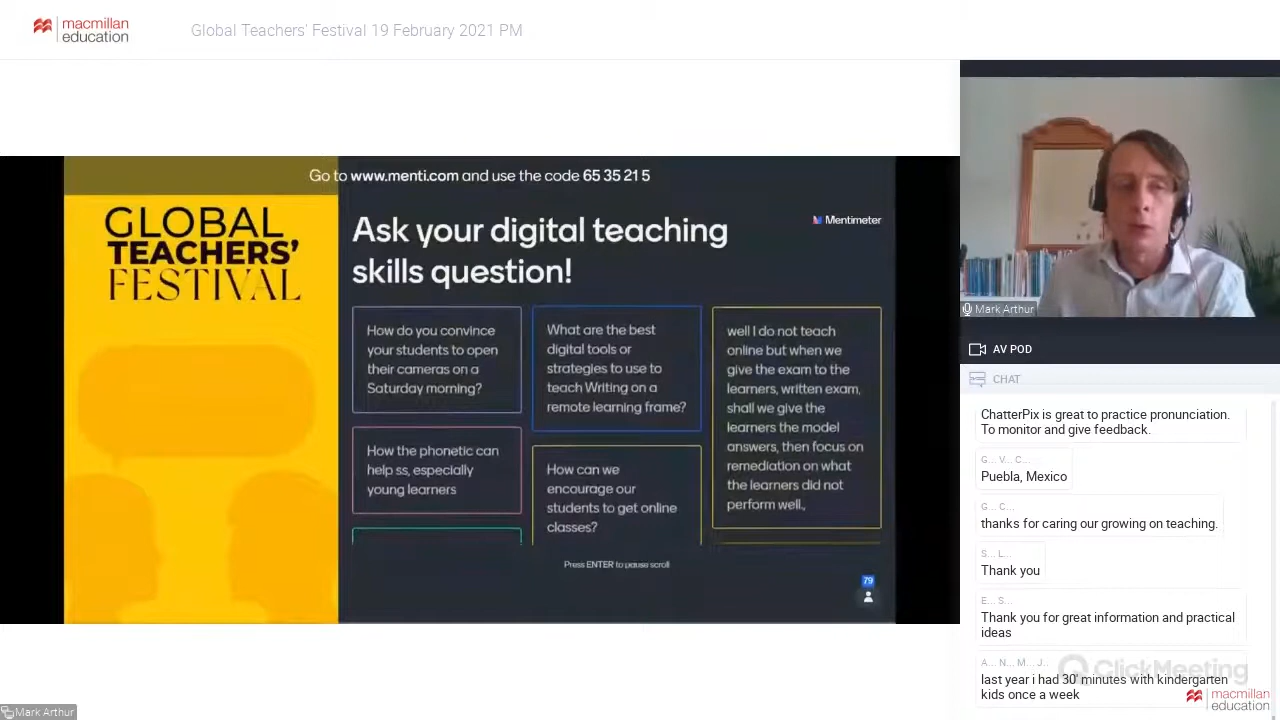 macmillan
education
Global Teachers' Festival 19 February 2021 PM
Go to www.menti.com and use the code 65 35 21 5
GLOBAL
TEACHERS'
FESTIVAL
Ask your digital teaching
skills question!
Mentimeter
How do you convince
your students to open
their cameras on a
Saturday morning?
How the phonetic can
help ss, especially
young learners
What are the best
digital tools or
strategies to use to
teach Writing on a
remote learning frame?
How can we
encourage our
students to get online
classes?
well I do not teach
online but when we
give the exam to the
learners, written exam,
shall we give the
learners the model
answers, then focus on
remediation on what
the learners did not
perform well.,
Press ENTER to pause scroll
79
Mark Arthur
AV POD
CHAT
ChatterPix is great to practice pronunciation.
To monitor and give feedback.
G... V... C...
Puebla, Mexico
G... C...
thanks for caring our growing on teaching.
S... L...
Thank you
E... S...
Thank you for great information and practical
ideas
A... N... M... J...
last year i had 30 minutes with kindergarten
kids once a week
ClickMeeting
macmillan
education
Mark Arthur